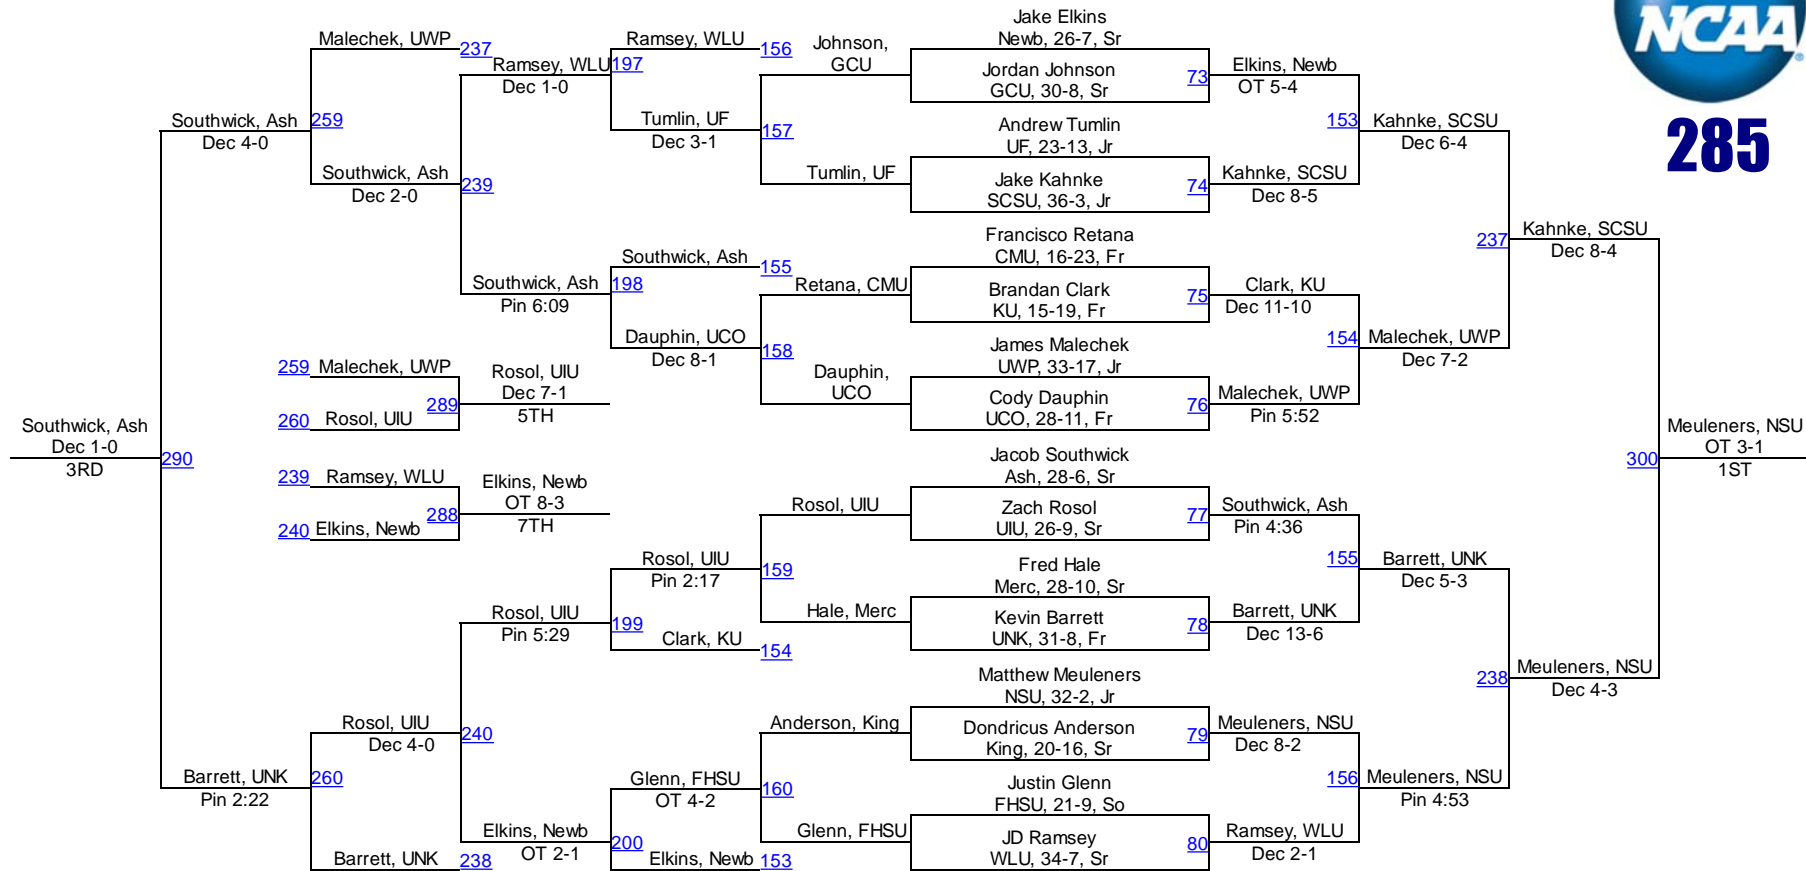 NCAA
285
Jake Elkins
Newb, 26-7, Sr
Jordan Johnson
GCU, 30-8, Sr
73
Andrew Tumlin
UF, 23-13, Jr
Jake Kahnke
SCSU, 36-3, Jr
74
Francisco Retana
CMU, 16-23, Fr
Brandan Clark
KU, 15-19, Fr
75
James Malechek
UWP, 33-17, Jr
Cody Dauphin
UCO, 28-11, Fr
76
Jacob Southwick
Ash, 28-6, Sr
Zach Rosol
UIU, 26-9, Sr
77
Fred Hale
Merc, 28-10, Sr
Kevin Barrett
UNK, 31-8, Fr
78
Matthew Meuleners
NSU, 32-2, Jr
Dondricus Anderson
King, 20-16, Sr
79
Justin Glenn
FHSU, 21-9, So
JD Ramsey
WLU, 34-7, Sr
80
Elkins, Newb
OT 5-4
153
Kahnke, SCSU
Dec 8-5
Clark, KU
Dec 11-10
154
Malechek, UWP
Pin 5:52
Southwick, Ash
Pin 4:36
155
Barrett, UNK
Dec 13-6
Meuleners, NSU
Dec 8-2
156
Ramsey, WLU
Dec 2-1
Kahnke, SCSU
Dec 6-4
237
Malechek, UWP
Dec 7-2
Barrett, UNK
Dec 5-3
238
Meuleners, NSU
Pin 4:53
Kahnke, SCSU
Dec 8-4
300
Meuleners, NSU
Dec 4-3
Meuleners, NSU
OT 3-1
1ST
Johnson,
GCU
157
Tumlin, UF
Retana, CMU
158
Dauphin,
UCO
Rosol, UIU
159
Hale, Merc
Anderson, King
160
Glenn, FHSU
Ramsey, WLU
156
197
Tumlin, UF
Dec 3-1
Southwick, Ash
155
198
Dauphin, UCO
Dec 8-1
Rosol, UIU
Pin 2:17
199
Clark, KU
154
Glenn, FHSU
OT 4-2
200
Elkins, Newb
153
Ramsey, WLU
Dec 1-0
239
Southwick, Ash
Pin 6:09
Rosol, UIU
Pin 5:29
240
Elkins, Newb
OT 2-1
Malechek, UWP
237
259
Southwick, Ash
Dec 2-0
259
Malechek, UWP
289
260
Rosol, UIU
Rosol, UIU
Dec 7-1
5TH
239
Ramsey, WLU
288
240
Elkins, Newb
Elkins, Newb
OT 8-3
7TH
Rosol, UIU
Dec 4-0
260
Barrett, UNK
238
Southwick, Ash
Dec 4-0
290
Barrett, UNK
Pin 2:22
Southwick, Ash
Dec 1-0
3RD